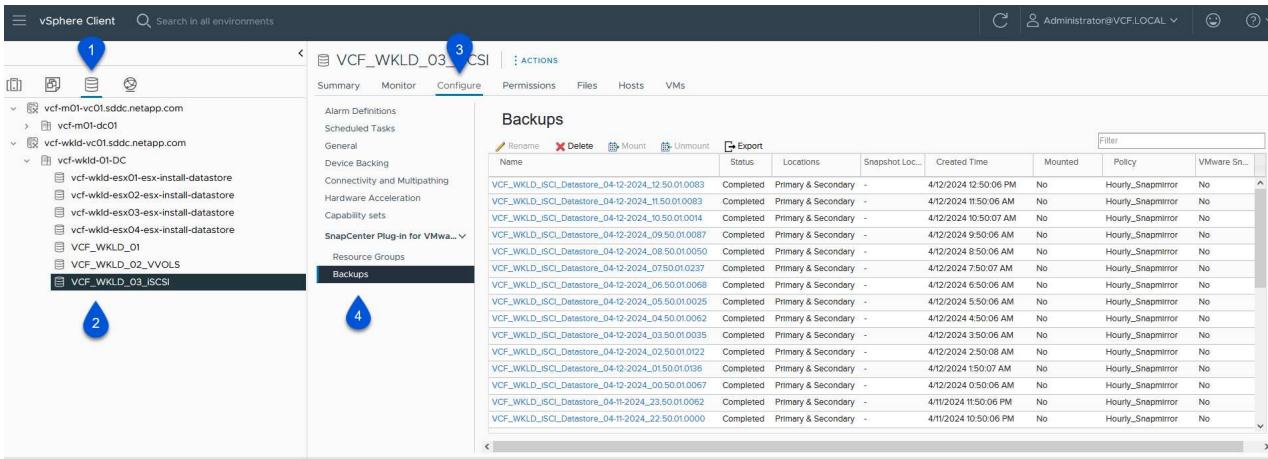 vSphere Client Search in all environments Administrator@VCF.LOCAL
1
3
VCF_WKLD_03_iSCSI ACTIONS
Summary Monitor Configure Permissions Files Hosts VMs
vcf-m01-vc01.sddc.netapp.com
vcf-m01-dc01
vcf-wkld-vc01.sddc.netapp.com
vcf-wkld-01-DC
vcf-wkld-esx01-esx-install-datastore
vcf-wkld-esx02-esx-install-datastore
vcf-wkld-esx03-esx-install-datastore
vcf-wkld-esx04-esx-install-datastore
VCF_WKLD_01
VCF_WKLD_02_VVOLS
VCF_WKLD_03_iSCSI
2
Alarm Definitions
Scheduled Tasks
General
Device Backing
Connectivity and Multipathing
Hardware Acceleration
Capability sets
SnapCenter Plug-in for VMwa...
Resource Groups
Backups
4
Backups
Rename Delete Mount Unmount Export Filter
Name Status Locations Snapshot Loc... Created Time Mounted Policy VMware Sn...
VCF_WKLD_iSCI_Datastore_04-12-2024_12.50.01.0083 Completed Primary & Secondary - 4/12/2024 12:50:06 PM No Hourly_Snapmirror No
VCF_WKLD_iSCI_Datastore_04-12-2024_11.50.01.0083 Completed Primary & Secondary - 4/12/2024 11:50:06 AM No Hourly_Snapmirror No
VCF_WKLD_iSCI_Datastore_04-12-2024_10.50.01.0014 Completed Primary & Secondary - 4/12/2024 10:50:07 AM No Hourly_Snapmirror No
VCF_WKLD_iSCI_Datastore_04-12-2024_09.50.01.0087 Completed Primary & Secondary - 4/12/2024 9:50:06 AM No Hourly_Snapmirror No
VCF_WKLD_iSCI_Datastore_04-12-2024_08.50.01.0050 Completed Primary & Secondary - 4/12/2024 8:50:06 AM No Hourly_Snapmirror No
VCF_WKLD_iSCI_Datastore_04-12-2024_07.50.01.0237 Completed Primary & Secondary - 4/12/2024 7:50:07 AM No Hourly_Snapmirror No
VCF_WKLD_iSCI_Datastore_04-12-2024_06.50.01.0068 Completed Primary & Secondary - 4/12/2024 6:50:06 AM No Hourly_Snapmirror No
VCF_WKLD_iSCI_Datastore_04-12-2024_05.50.01.0025 Completed Primary & Secondary - 4/12/2024 5:50:06 AM No Hourly_Snapmirror No
VCF_WKLD_iSCI_Datastore_04-12-2024_04.50.01.0062 Completed Primary & Secondary - 4/12/2024 4:50:06 AM No Hourly_Snapmirror No
VCF_WKLD_iSCI_Datastore_04-12-2024_03.50.01.0035 Completed Primary & Secondary - 4/12/2024 3:50:06 AM No Hourly_Snapmirror No
VCF_WKLD_iSCI_Datastore_04-12-2024_02.50.01.0122 Completed Primary & Secondary - 4/12/2024 2:50:08 AM No Hourly_Snapmirror No
VCF_WKLD_iSCI_Datastore_04-12-2024_01.50.01.0136 Completed Primary & Secondary - 4/12/2024 1:50:07 AM No Hourly_Snapmirror No
VCF_WKLD_iSCI_Datastore_04-12-2024_00.50.01.0067 Completed Primary & Secondary - 4/12/2024 0:50:06 AM No Hourly_Snapmirror No
VCF_WKLD_iSCI_Datastore_04-11-2024_23.50.01.0062 Completed Primary & Secondary - 4/11/2024 11:50:06 PM No Hourly_Snapmirror No
VCF_WKLD_iSCI_Datastore_04-11-2024_22.50.01.0000 Completed Primary & Secondary - 4/11/2024 10:50:06 PM No Hourly_Snapmirror No